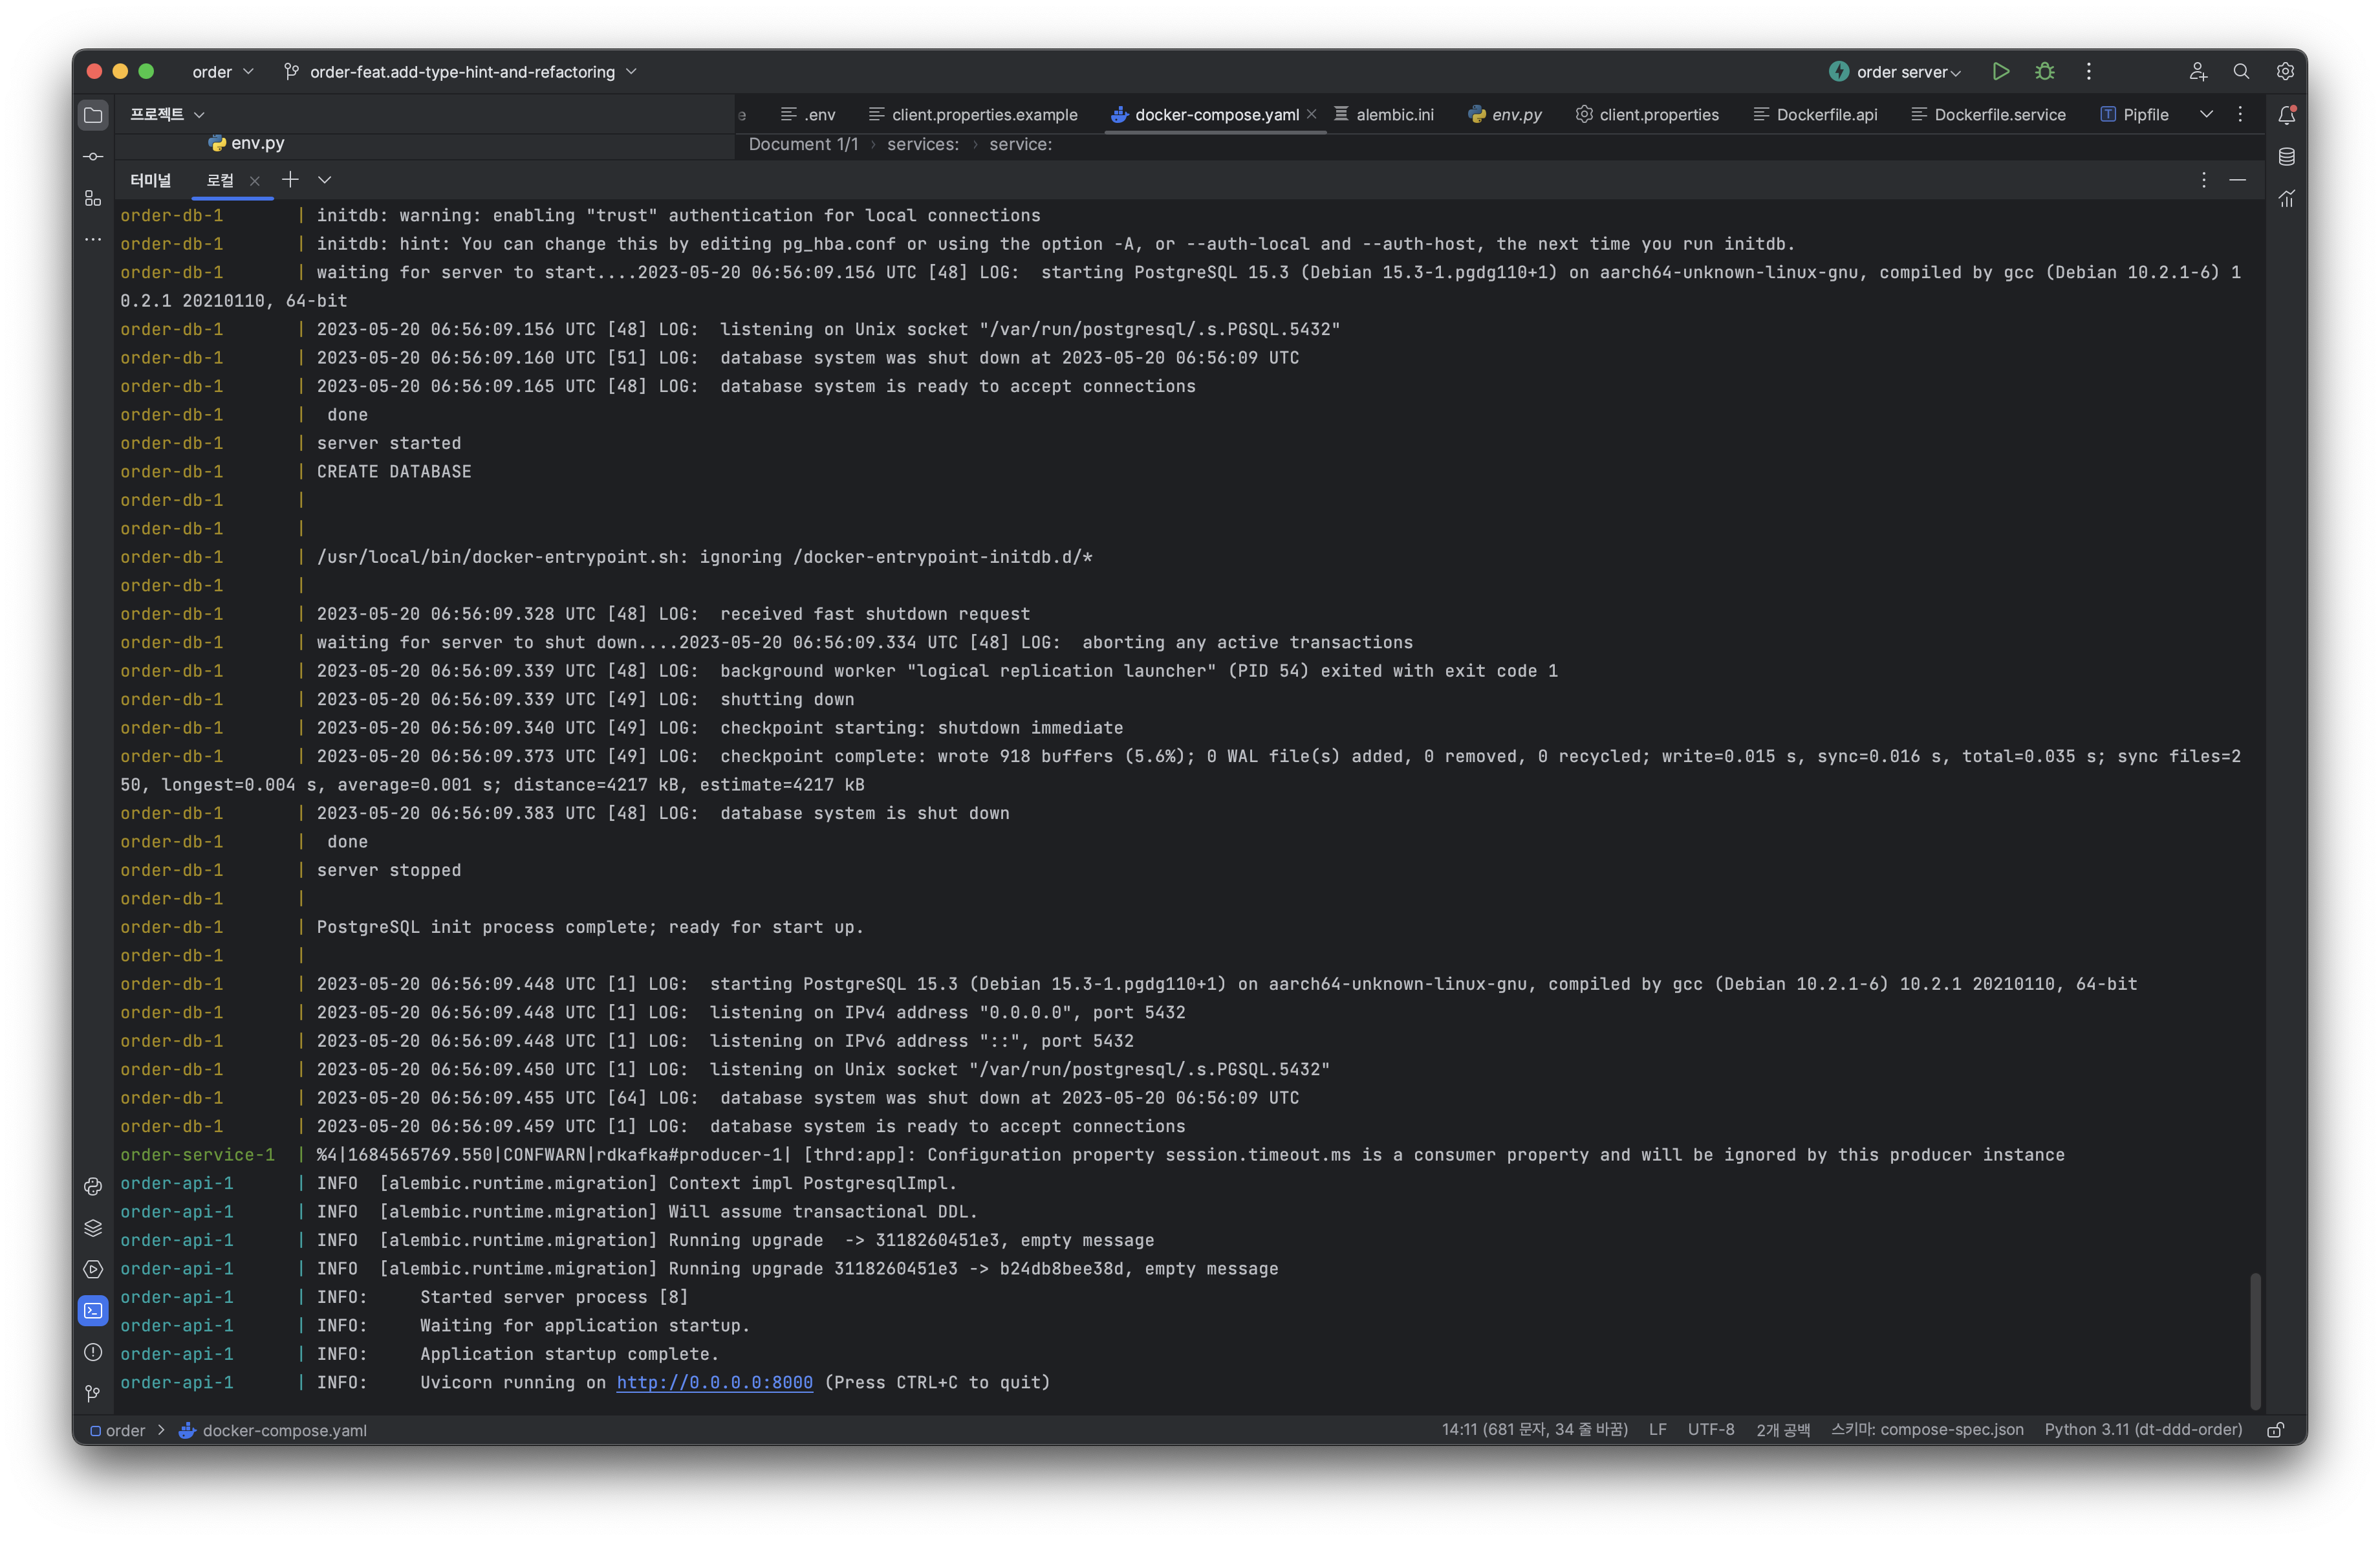 order order-feat.add-type-hint-and-refactoring order server
프로젝트 e .env client.properties.example docker-compose.yaml alembic.ini env.py client.properties Dockerfile.api Dockerfile.service Pipfile
env.py Document 1/1 services: service:
터미널 로컬
order-db-1 | initdb: warning: enabling "trust" authentication for local connections
order-db-1 | initdb: hint: You can change this by editing pg_hba.conf or using the option -A, or --auth-local and --auth-host, the next time you run initdb.
order-db-1 | waiting for server to start....2023-05-20 06:56:09.156 UTC [48] LOG:  starting PostgreSQL 15.3 (Debian 15.3-1.pgdg110+1) on aarch64-unknown-linux-gnu, compiled by gcc (Debian 10.2.1-6) 1
0.2.1 20210110, 64-bit
order-db-1 | 2023-05-20 06:56:09.156 UTC [48] LOG:  listening on Unix socket "/var/run/postgresql/.s.PGSQL.5432"
order-db-1 | 2023-05-20 06:56:09.160 UTC [51] LOG:  database system was shut down at 2023-05-20 06:56:09 UTC
order-db-1 | 2023-05-20 06:56:09.165 UTC [48] LOG:  database system is ready to accept connections
order-db-1 |  done
order-db-1 | server started
order-db-1 | CREATE DATABASE
order-db-1 |
order-db-1 |
order-db-1 | /usr/local/bin/docker-entrypoint.sh: ignoring /docker-entrypoint-initdb.d/*
order-db-1 |
order-db-1 | 2023-05-20 06:56:09.328 UTC [48] LOG:  received fast shutdown request
order-db-1 | waiting for server to shut down....2023-05-20 06:56:09.334 UTC [48] LOG:  aborting any active transactions
order-db-1 | 2023-05-20 06:56:09.339 UTC [48] LOG:  background worker "logical replication launcher" (PID 54) exited with exit code 1
order-db-1 | 2023-05-20 06:56:09.339 UTC [49] LOG:  shutting down
order-db-1 | 2023-05-20 06:56:09.340 UTC [49] LOG:  checkpoint starting: shutdown immediate
order-db-1 | 2023-05-20 06:56:09.373 UTC [49] LOG:  checkpoint complete: wrote 918 buffers (5.6%); 0 WAL file(s) added, 0 removed, 0 recycled; write=0.015 s, sync=0.016 s, total=0.035 s; sync files=2
50, longest=0.004 s, average=0.001 s; distance=4217 kB, estimate=4217 kB
order-db-1 | 2023-05-20 06:56:09.383 UTC [48] LOG:  database system is shut down
order-db-1 |  done
order-db-1 | server stopped
order-db-1 |
order-db-1 | PostgreSQL init process complete; ready for start up.
order-db-1 |
order-db-1 | 2023-05-20 06:56:09.448 UTC [1] LOG:  starting PostgreSQL 15.3 (Debian 15.3-1.pgdg110+1) on aarch64-unknown-linux-gnu, compiled by gcc (Debian 10.2.1-6) 10.2.1 20210110, 64-bit
order-db-1 | 2023-05-20 06:56:09.448 UTC [1] LOG:  listening on IPv4 address "0.0.0.0", port 5432
order-db-1 | 2023-05-20 06:56:09.448 UTC [1] LOG:  listening on IPv6 address "::", port 5432
order-db-1 | 2023-05-20 06:56:09.450 UTC [1] LOG:  listening on Unix socket "/var/run/postgresql/.s.PGSQL.5432"
order-db-1 | 2023-05-20 06:56:09.455 UTC [64] LOG:  database system was shut down at 2023-05-20 06:56:09 UTC
order-db-1 | 2023-05-20 06:56:09.459 UTC [1] LOG:  database system is ready to accept connections
order-service-1 | %4|1684565769.550|CONFWARN|rdkafka#producer-1| [thrd:app]: Configuration property session.timeout.ms is a consumer property and will be ignored by this producer instance
order-api-1 | INFO  [alembic.runtime.migration] Context impl PostgresqlImpl.
order-api-1 | INFO  [alembic.runtime.migration] Will assume transactional DDL.
order-api-1 | INFO  [alembic.runtime.migration] Running upgrade  -> 3118260451e3, empty message
order-api-1 | INFO  [alembic.runtime.migration] Running upgrade 3118260451e3 -> b24db8bee38d, empty message
order-api-1 | INFO:     Started server process [8]
order-api-1 | INFO:     Waiting for application startup.
order-api-1 | INFO:     Application startup complete.
order-api-1 | INFO:     Uvicorn running on http://0.0.0.0:8000 (Press CTRL+C to quit)
order docker-compose.yaml 14:11 (681 문자, 34 줄 바꿈) LF UTF-8 2개 공백 스키마: compose-spec.json Python 3.11 (dt-ddd-order)